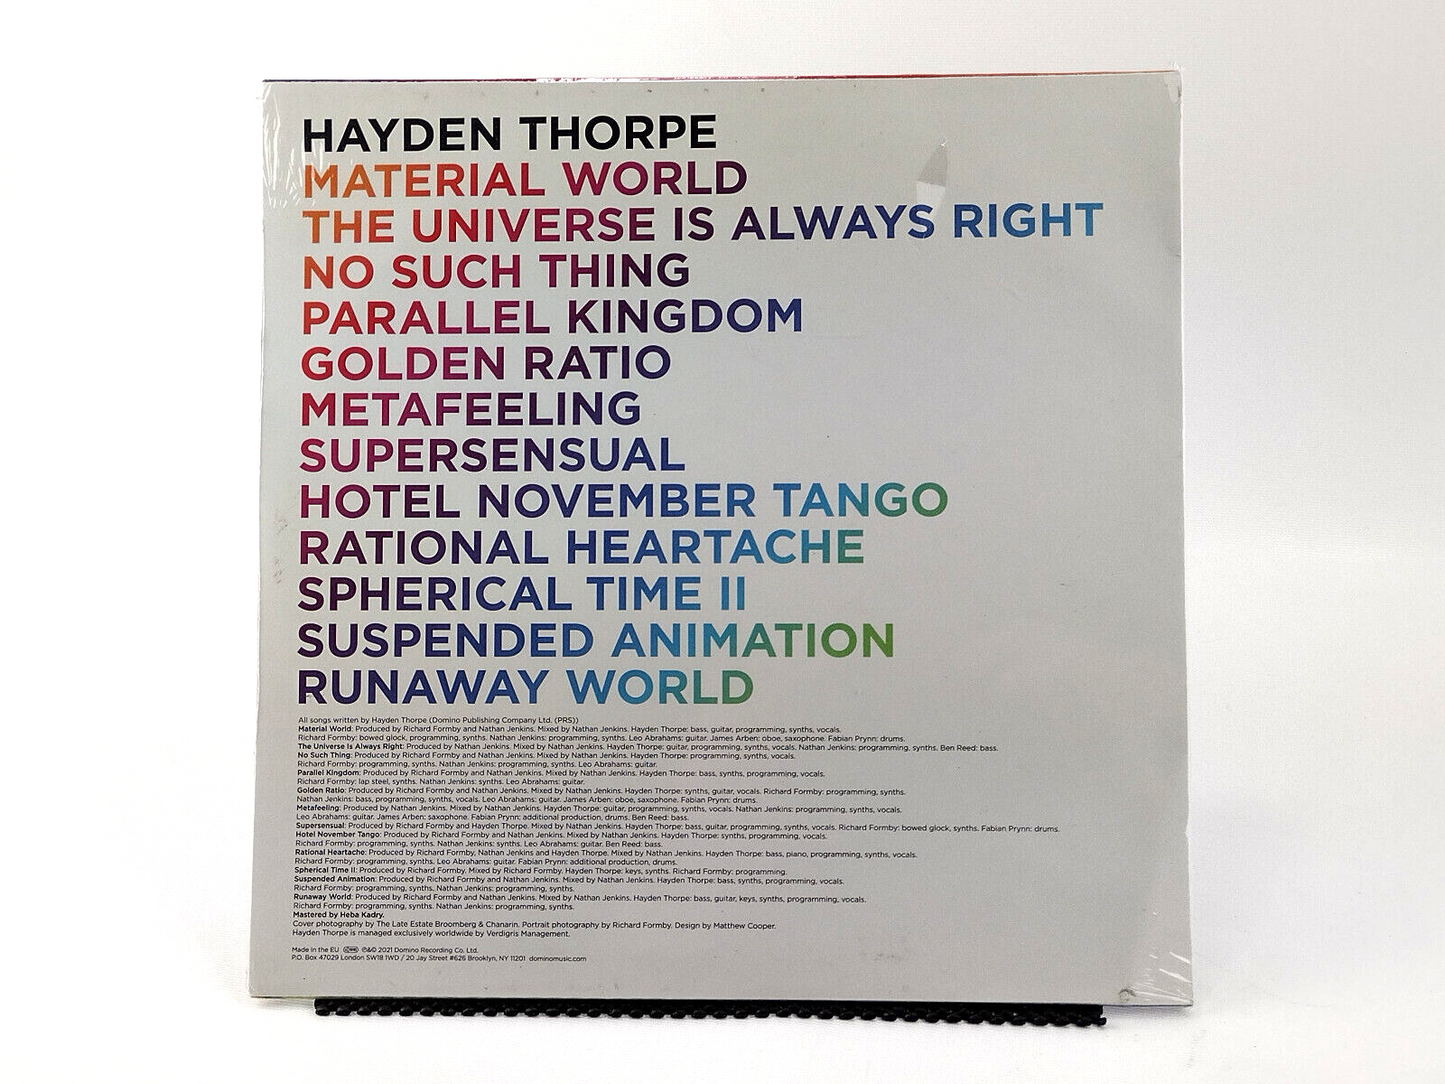 HAYDEN THORPE
MATERIAL WORLD
THE UNIVERSE IS ALWAYS RIGHT
NO SUCH THING
PARALLEL KINGDOM
GOLDEN RATIO
METAFEELING
SUPERSENSUAL
HOTEL NOVEMBER TANGO
RATIONAL HEARTACHE
SPHERICAL TIME II
SUSPENDED ANIMATION
RUNAWAY WORLD
All songs written by Hayden Thorpe (Domino Publishing Company Ltd. (PRS))
Material World: Produced by Richard Formby and Nathan Jenkins. Mixed by Nathan Jenkins. Hayden Thorpe: bass, guitar, programming, synths, vocals.
Richard Formby: bowed glock, programming, synths. Nathan Jenkins: programming, synths. Leo Abrahams: guitar. James Arben: oboe, saxophone. Fabian Prynn: drums.
The Universe Is Always Right: Produced by Nathan Jenkins. Mixed by Nathan Jenkins. Hayden Thorpe: guitar, programming, synths, vocals. Nathan Jenkins: programming, synths. Ben Reed: bass.
No Such Thing: Produced by Richard Formby and Nathan Jenkins. Mixed by Nathan Jenkins. Hayden Thorpe: programming, synths, vocals.
Richard Formby: programming, synths. Nathan Jenkins: programming, synths. Leo Abrahams: guitar.
Parallel Kingdom: Produced by Richard Formby and Nathan Jenkins. Mixed by Nathan Jenkins. Hayden Thorpe: bass, synths, programming, vocals.
Richard Formby: lap steel, synths. Nathan Jenkins: synths. Leo Abrahams: guitar.
Golden Ratio: Produced by Richard Formby and Nathan Jenkins. Mixed by Nathan Jenkins. Hayden Thorpe: synths, guitar, vocals. Richard Formby: programming, synths.
Nathan Jenkins: bass, programming, synths, vocals. Leo Abrahams: guitar. James Arben: oboe, saxophone. Fabian Prynn: drums.
Metafeeling: Produced by Nathan Jenkins. Mixed by Nathan Jenkins. Hayden Thorpe: guitar, programming, synths, vocals. Nathan Jenkins: programming, synths, vocals.
Leo Abrahams: guitar. James Arben: saxophone. Fabian Prynn: additional production, drums. Ben Reed: bass.
Supersensual: Produced by Richard Formby and Hayden Thorpe. Mixed by Nathan Jenkins. Hayden Thorpe: bass, guitar, programming, synths, vocals. Richard Formby: bowed glock, synths. Fabian Prynn: drums.
Hotel November Tango: Produced by Richard Formby and Nathan Jenkins. Mixed by Nathan Jenkins. Hayden Thorpe: synths, programming, vocals.
Richard Formby: programming, synths. Nathan Jenkins: synths. Leo Abrahams: guitar. Ben Reed: bass.
Rational Heartache: Produced by Richard Formby, Nathan Jenkins and Hayden Thorpe. Mixed by Nathan Jenkins. Hayden Thorpe: bass, piano, programming, synths, vocals.
Richard Formby: programming, synths. Leo Abrahams: guitar. Fabian Prynn: additional production, drums.
Spherical Time II: Produced by Richard Formby. Mixed by Richard Formby. Hayden Thorpe: keys, synths. Richard Formby: programming.
Suspended Animation: Produced by Richard Formby and Nathan Jenkins. Mixed by Nathan Jenkins. Hayden Thorpe: bass, synths, programming, vocals.
Richard Formby: programming, synths. Nathan Jenkins: programming, synths.
Runaway World: Produced by Richard Formby and Nathan Jenkins. Mixed by Nathan Jenkins. Hayden Thorpe: bass, guitar, keys, synths, programming, vocals.
Richard Formby: programming, synths. Nathan Jenkins: programming, synths.
Mastered by Heba Kadry.
Cover photography by The Late Estate Broomberg & Chanarin. Portrait photography by Richard Formby. Design by Matthew Cooper.
Hayden Thorpe is managed exclusively worldwide by Verdigris Management.
Made in the EU ℗&© 2021 Domino Recording Co. Ltd.
P.O. Box 47029 London SW18 1WD / 20 Jay Street #626 Brooklyn, NY 11201 dominomusic.com